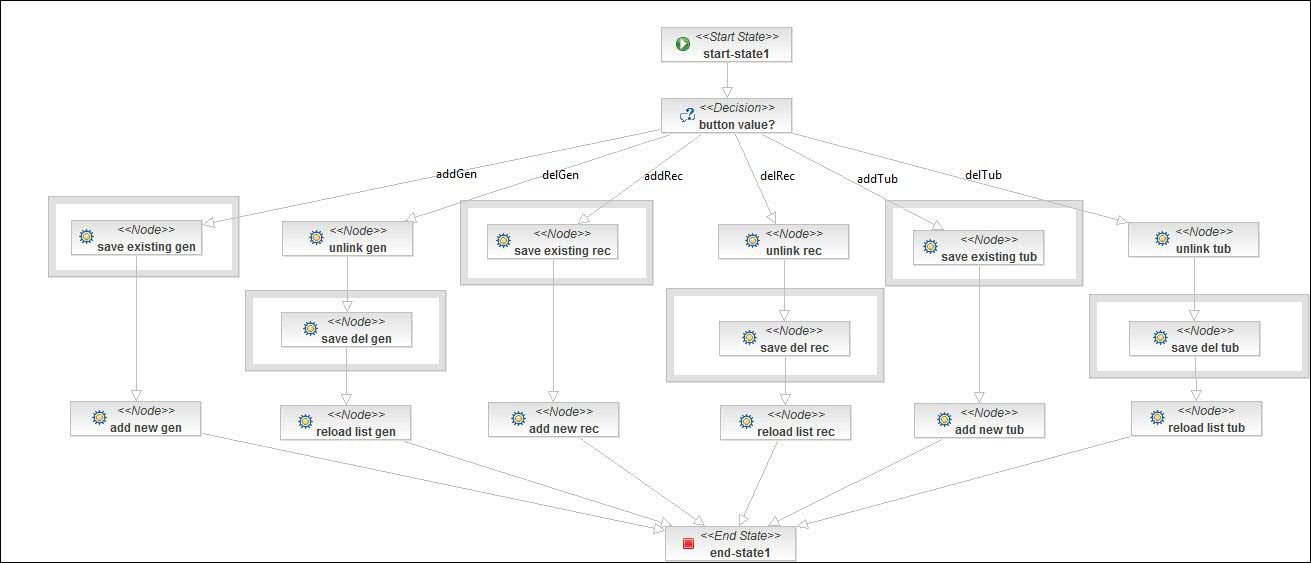 <<Start State>>
start-state1
<<Decision>>
button value?
addGen
delGen
addRec
delRec
addTub
delTub
<<Node>>
save existing gen
<<Node>>
unlink gen
<<Node>>
save existing rec
<<Node>>
unlink rec
<<Node>>
save existing tub
<<Node>>
unlink tub
<<Node>>
save del gen
<<Node>>
save del rec
<<Node>>
save del tub
<<Node>>
add new gen
<<Node>>
reload list gen
<<Node>>
add new rec
<<Node>>
reload list rec
<<Node>>
add new tub
<<Node>>
reload list tub
<<End State>>
end-state1